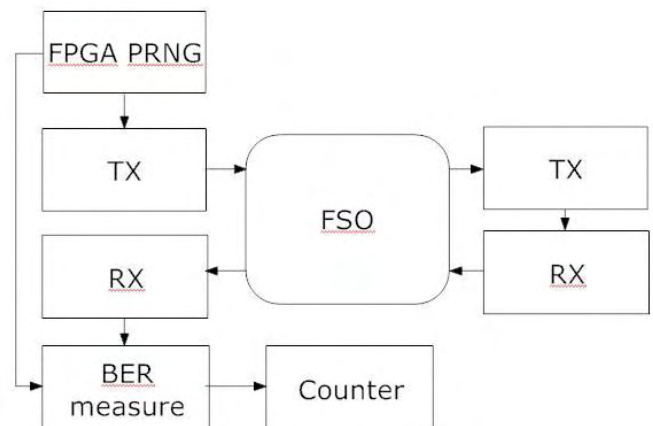 FPGA PRNG
TX
FSO
TX
RX
RX
BER
measure
Counter